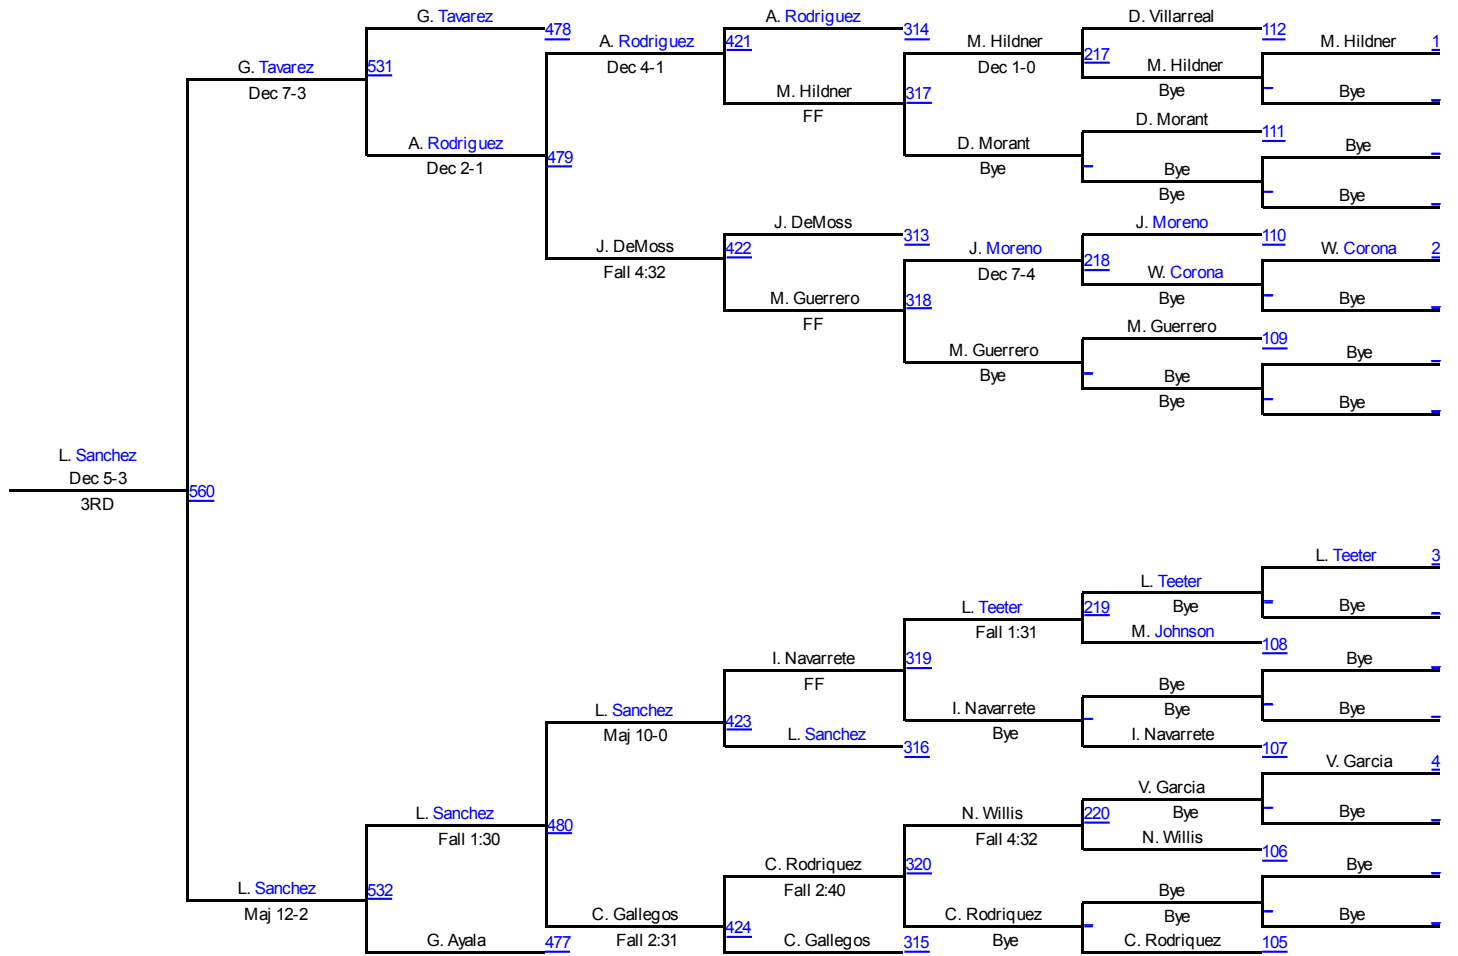 G. Tavarez
478
A. Rodriguez
314
D. Villarreal
112
A. Rodriguez
421
M. Hildner
M. Hildner
1
Dec 4-1
Dec 1-0
217
G. Tavarez
531
M. Hildner
Dec 7-3
M. Hildner
317
Bye
Bye
FF
D. Morant
111
A. Rodriguez
D. Morant
Bye
Dec 2-1
479
Bye
Bye
Bye
Bye
J. DeMoss
J. Moreno
J. DeMoss
313
110
422
J. Moreno
W. Corona
2
Fall 4:32
Dec 7-4
218
W. Corona
M. Guerrero
318
Bye
Bye
FF
M. Guerrero
109
M. Guerrero
Bye
Bye
Bye
Bye
Bye
L. Sanchez
Dec 5-3
560
3RD
L. Teeter
3
L. Teeter
L. Teeter
219
Bye
Bye
Fall 1:31
M. Johnson
108
I. Navarrete
319
Bye
FF
Bye
L. Sanchez
I. Navarrete
Bye
Bye
Maj 10-0
423
L. Sanchez
316
Bye
I. Navarrete
107
V. Garcia
4
V. Garcia
L. Sanchez
N. Willis
220
Bye
Bye
Fall 1:30
480
Fall 4:32
N. Willis
106
C. Rodriquez
320
Bye
L. Sanchez
532
Fall 2:40
Bye
Maj 12-2
C. Gallegos
C. Rodriquez
Bye
Bye
G. Ayala
477
Fall 2:31
424
C. Gallegos
315
Bye
C. Rodriquez
105